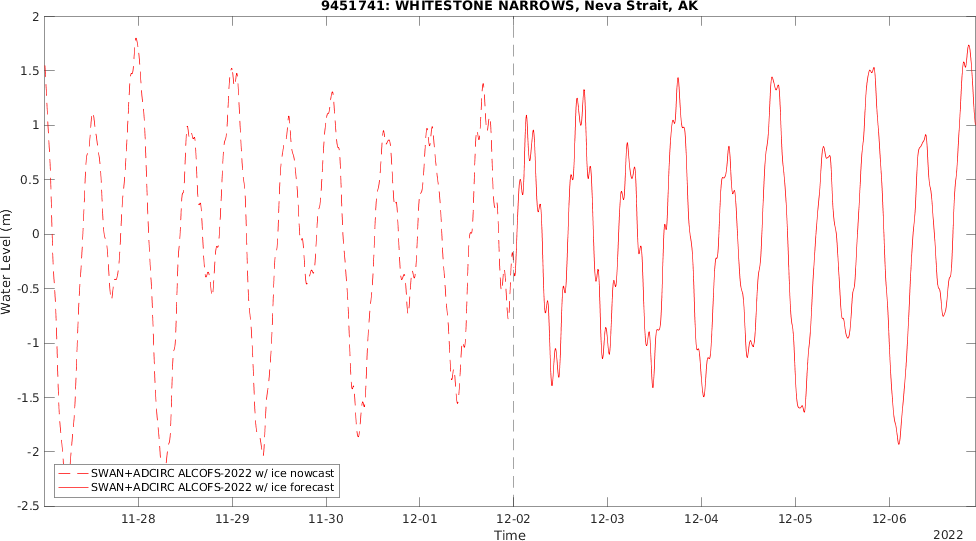 9451741: WHITESTONE NARROWS, Neva Strait, AK
2
1.5
1
0.5
0
-0.5
-1
-1.5
-2
-2.5
Water Level (m)
SWAN+ADCIRC ALCOFS-2022 w/ ice nowcast
SWAN+ADCIRC ALCOFS-2022 w/ ice forecast
11-28 11-29 11-30 12-01 12-02 12-03 12-04 12-05 12-06
Time
2022